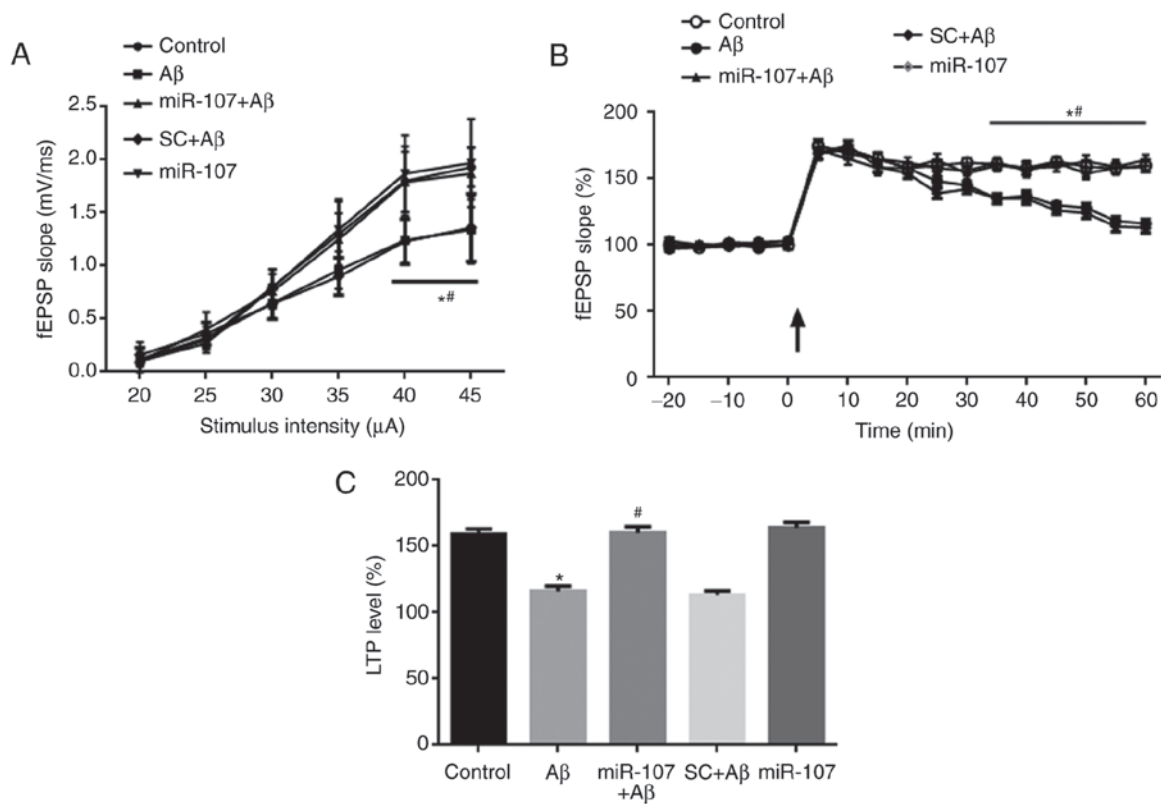 A
Control
Aβ
miR-107+Aβ
SC+Aβ
miR-107
2.5
2.0
1.5
1.0
0.5
0.0
fEPSP slope (mV/ms)
*#
20 25 30 35 40 45
Stimulus intensity (μA)
B
Control
Aβ
miR-107+Aβ
SC+Aβ
miR-107
200
150
100
50
0
fEPSP slope (%)
*#
−20 −10 0 10 20 30 40 50 60
Time (min)
C
200
150
100
50
0
LTP level (%)
*
#
Control Aβ miR-107 SC+Aβ miR-107
+Aβ